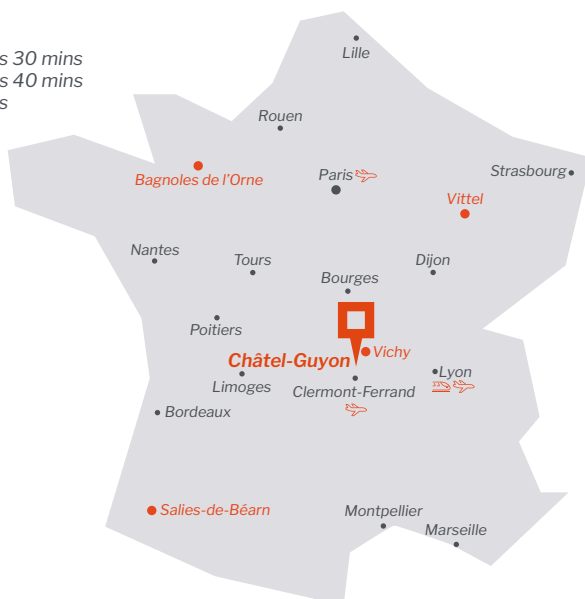 s 30 mins
s 40 mins
s
Lille
Rouen
Paris
Strasbourg
Bagnoles de l'Orne
Vittel
Nantes
Tours
Dijon
Bourges
Poitiers
Vichy
Châtel-Guyon
Lyon
Limoges
Clermont-Ferrand
Bordeaux
Salies-de-Béarn
Montpellier
Marseille